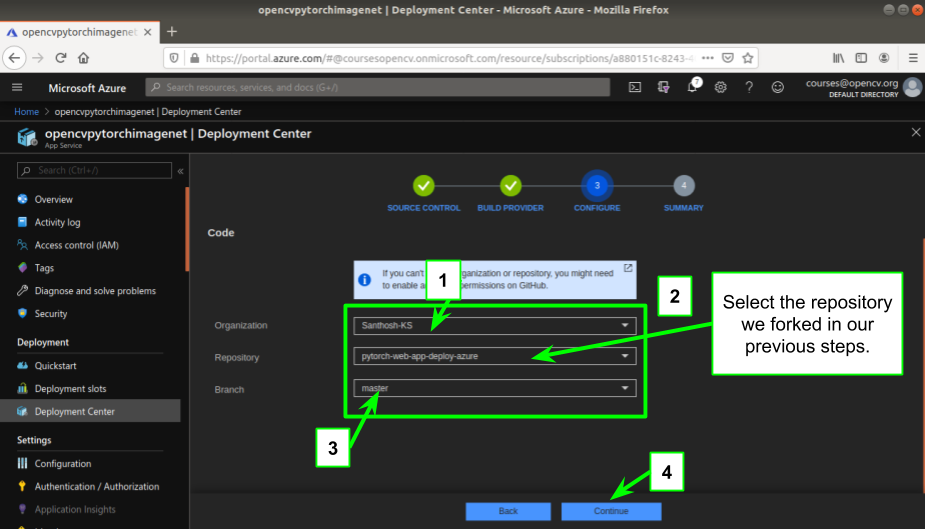 opencvpytorchimagenet | Deployment Center - Microsoft Azure - Mozilla Firefox
opencvpytorchimagenet
https://portal.azure.com/#@coursesopencv.onmicrosoft.com/resource/subscriptions/a880151c-8243-
Microsoft Azure
Search resources, services, and docs (G+/)
7
courses@opencv.org
DEFAULT DIRECTORY
Home > opencvpytorchimagenet | Deployment Center
opencvpytorchimagenet | Deployment Center
App Service
Search (Ctrl+/)
Overview
Activity log
Access control (IAM)
Tags
Diagnose and solve problems
Security
Deployment
Quickstart
Deployment slots
Deployment Center
Settings
Configuration
Authentication / Authorization
Application Insights
3
4
SOURCE CONTROL
BUILD PROVIDER
CONFIGURE
SUMMARY
Code
If you can't ganization or repository, you might need
to enable permissions on GitHub.
1
2
Select the repository
we forked in our
previous steps.
Organization
Santhosh-KS
Repository
pytorch-web-app-deploy-azure
Branch
master
3
4
Back
Continue